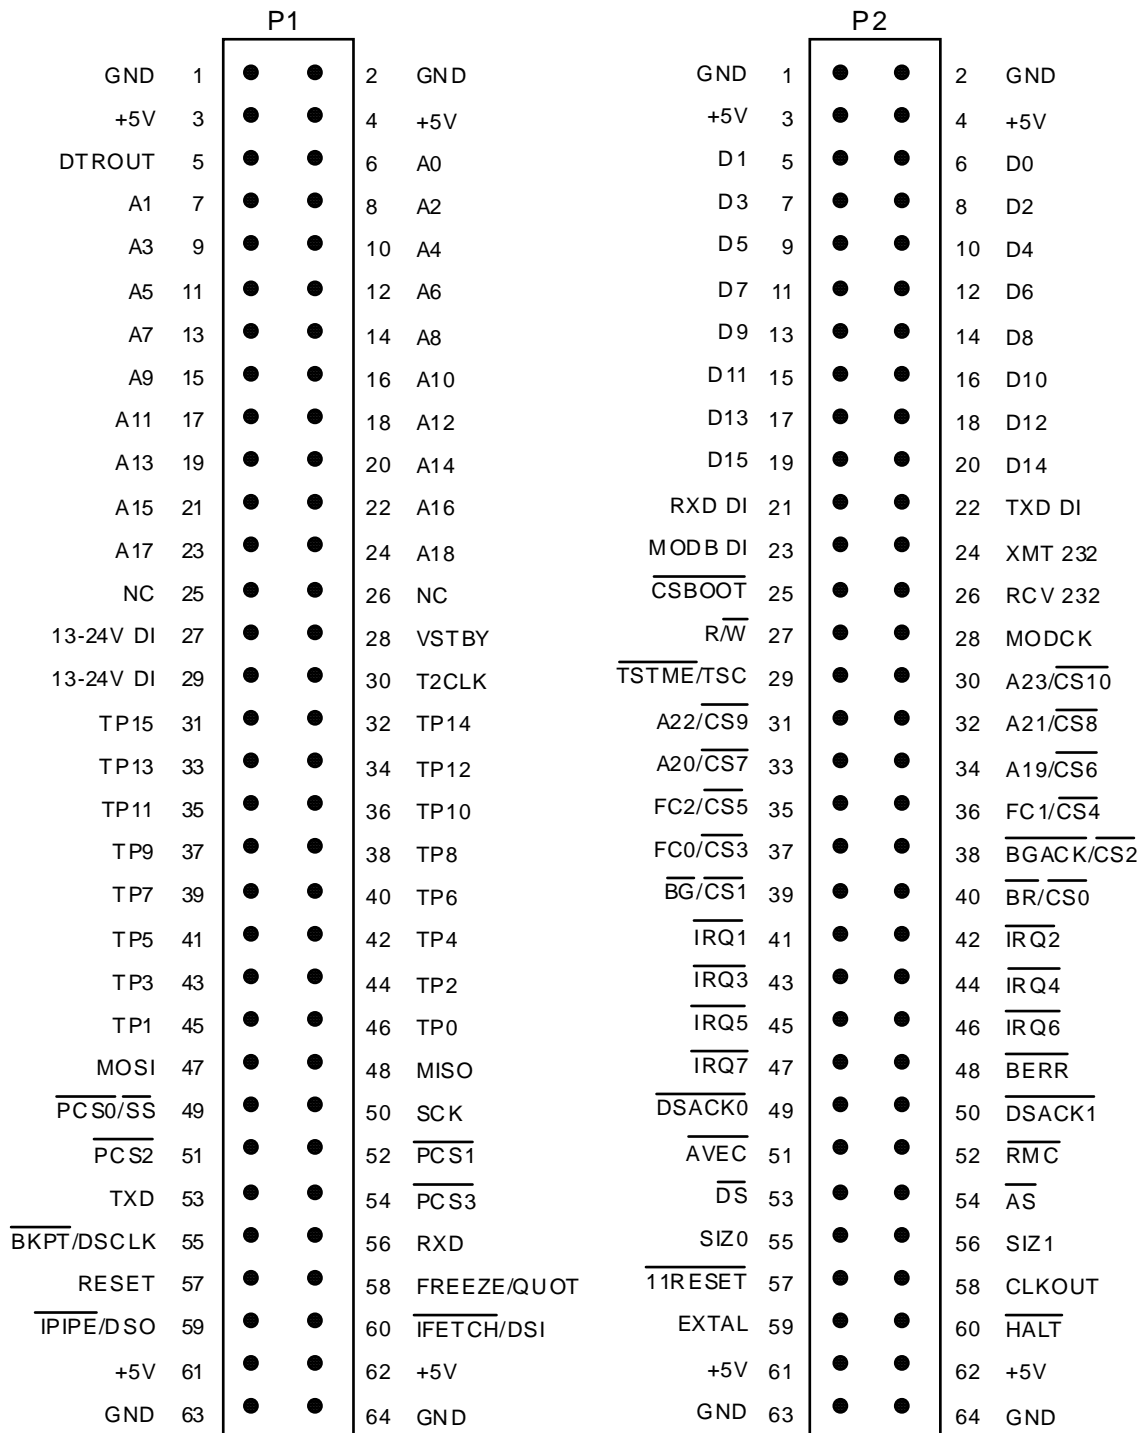 P1 P2
GND 1 2 GND GND 1 2 GND
+5V 3 4 +5V +5V 3 4 +5V
DTROUT 5 6 A0 D1 5 6 D0
A1 7 8 A2 D3 7 8 D2
A3 9 10 A4 D5 9 10 D4
A5 11 12 A6 D7 11 12 D6
A7 13 14 A8 D9 13 14 D8
A9 15 16 A10 D11 15 16 D10
A11 17 18 A12 D13 17 18 D12
A13 19 20 A14 D15 19 20 D14
A15 21 22 A16 RXD DI 21 22 TXD DI
A17 23 24 A18 MODB DI 23 24 XMT 232
NC 25 26 NC CSBOOT 25 26 RCV 232
13-24V DI 27 28 VSTBY R/W 27 28 MODCK
13-24V DI 29 30 T2CLK TSTME/TSC 29 30 A23/CS10
TP15 31 32 TP14 A22/CS9 31 32 A21/CS8
TP13 33 34 TP12 A20/CS7 33 34 A19/CS6
TP11 35 36 TP10 FC2/CS5 35 36 FC1/CS4
TP9 37 38 TP8 FC0/CS3 37 38 BGACK/CS2
TP7 39 40 TP6 BG/CS1 39 40 BR/CS0
TP5 41 42 TP4 IRQ1 41 42 IRQ2
TP3 43 44 TP2 IRQ3 43 44 IRQ4
TP1 45 46 TP0 IRQ5 45 46 IRQ6
MOSI 47 48 MISO IRQ7 47 48 BERR
PCS0/SS 49 50 SCK DSACK0 49 50 DSACK1
PCS2 51 52 PCS1 AVEC 51 52 RMC
TXD 53 54 PCS3 DS 53 54 AS
BKPT/DSCLK 55 56 RXD SIZ0 55 56 SIZ1
RESET 57 58 FREEZE/QUOT 11RESET 57 58 CLKOUT
IPIPE/DSO 59 60 IFETCH/DSI EXTAL 59 60 HALT
+5V 61 62 +5V +5V 61 62 +5V
GND 63 64 GND GND 63 64 GND